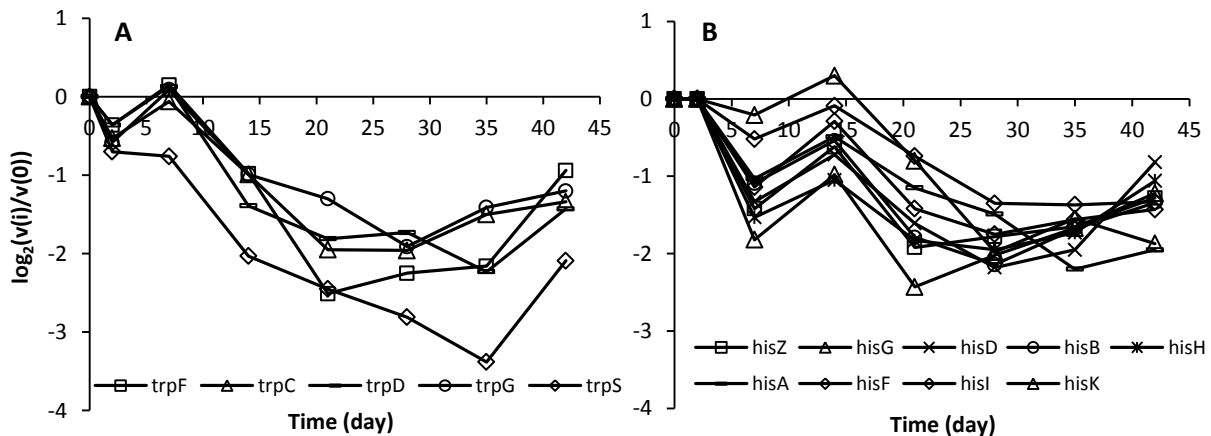 A
log2(v(i)/v(0))
1
0
-1
-2
-3
-4
0 5 10 15 20 25 30 35 40 45
trpF trpC trpD trpG trpS
Time (day)
B
1
0
-1
-2
-3
-4
0 5 10 15 20 25 30 35 40 45
hisZ hisG hisD hisB hisH
hisA hisF hisI hisK
Time (day)